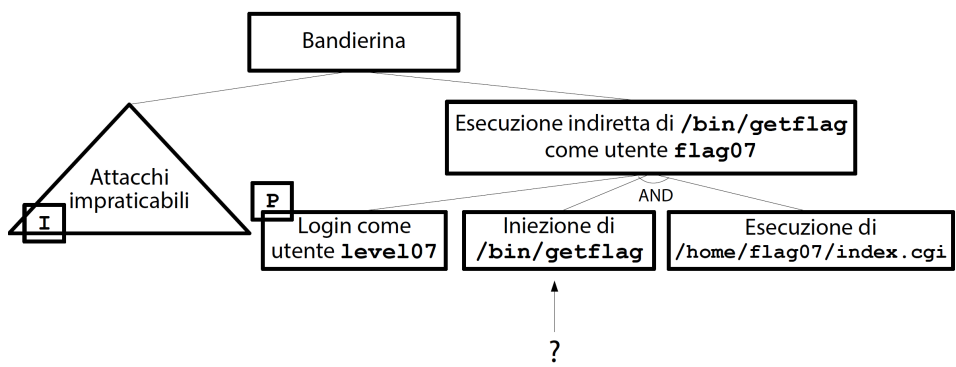 Bandierina
Esecuzione indiretta di /bin/getflag
come utente flag07
Attacchi
impraticabili
I
AND
P
Login come
utente level07
Iniezione di
/bin/getflag
Esecuzione di
/home/flag07/index.cgi
?